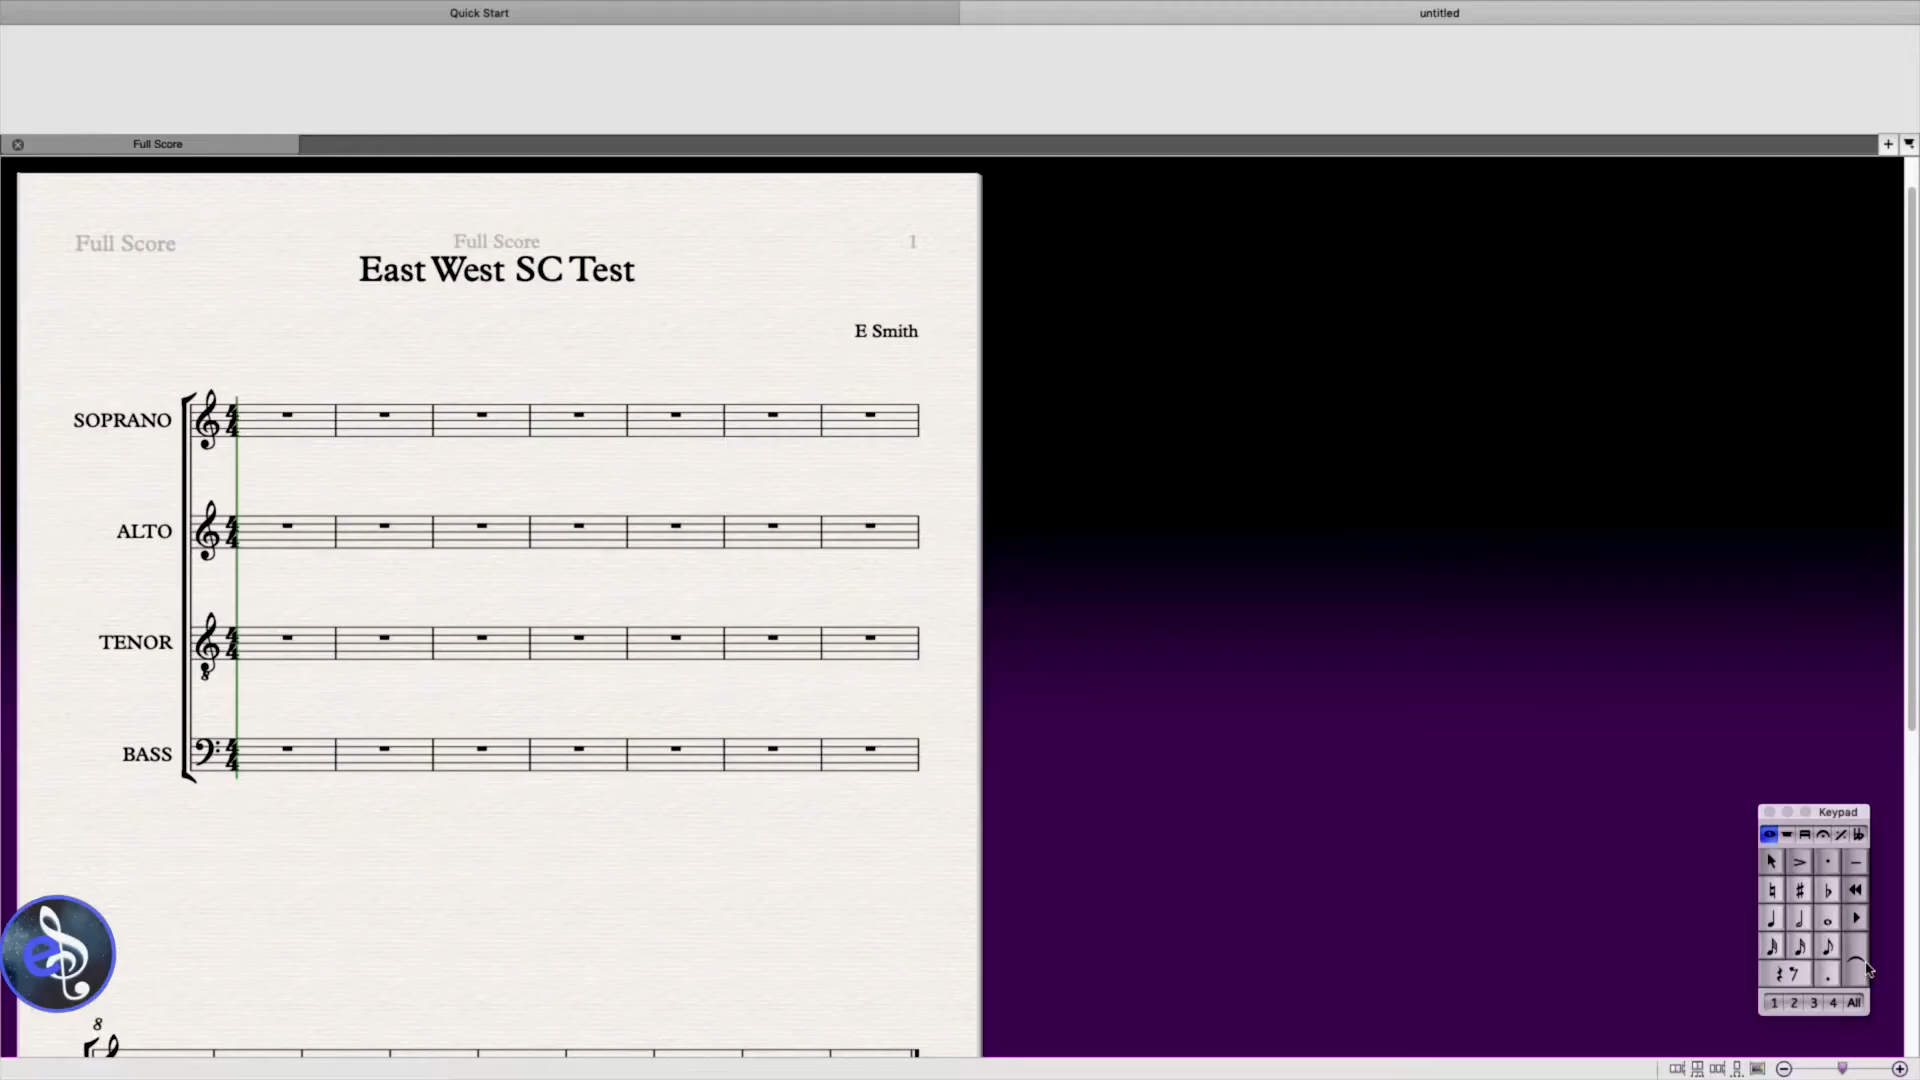 Quick Start
untitled
Full Score
Full Score
Full Score
1
East West SC Test
E Smith
SOPRANO
ALTO
TENOR
8
BASS
8
Keypad
1 2 3 4 All